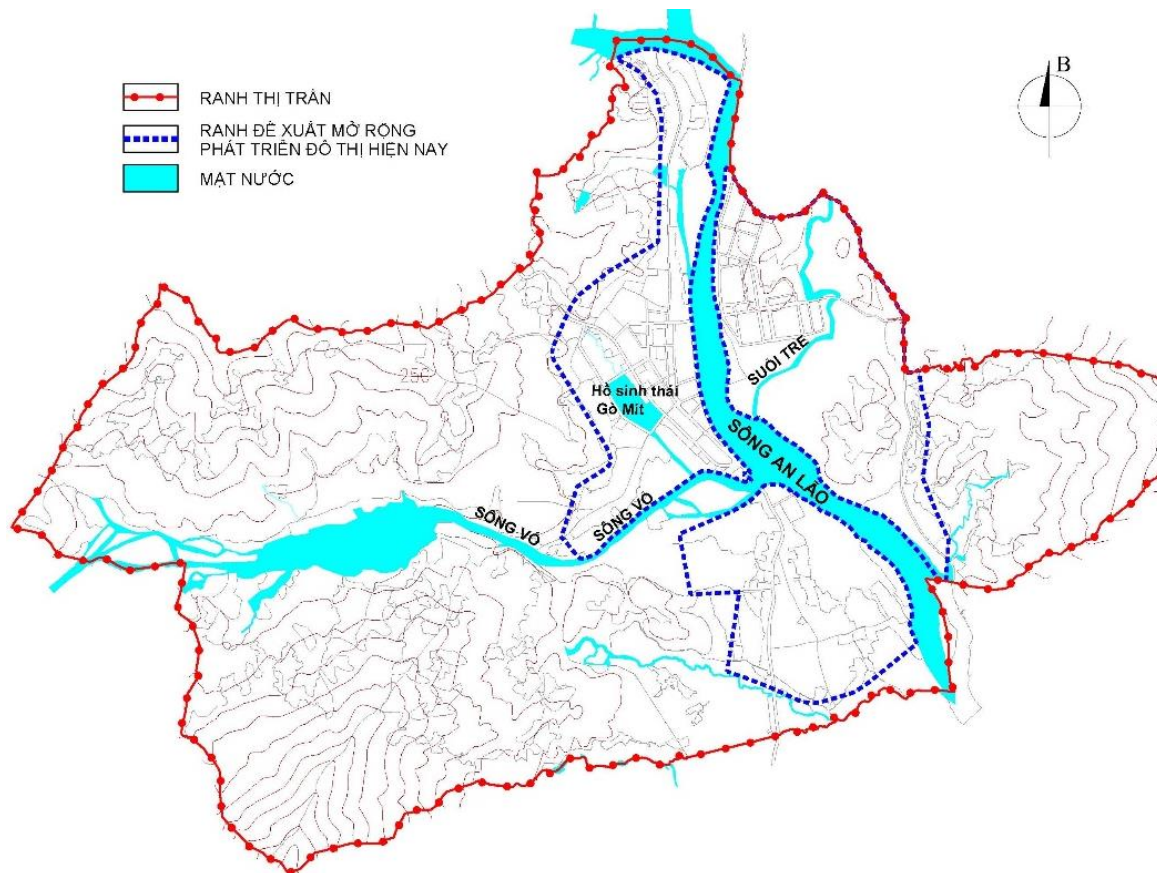 RANH THỊ TRẤN
RANH ĐỀ XUẤT MỞ RỘNG
PHÁT TRIỂN ĐÔ THỊ HIỆN NAY
MẶT NƯỚC
B
250
SUỐI TRE
Hồ sinh thái
Gò Mít
SÔNG AN LÃO
SÔNG VỐ
SÔNG VỐ